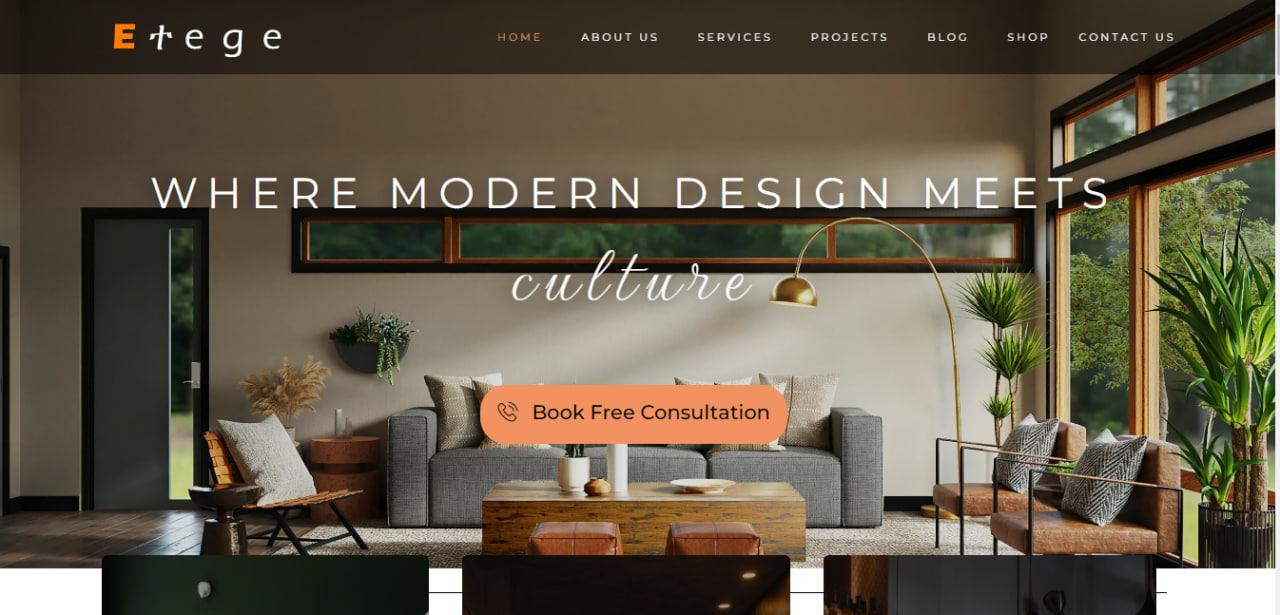 Etege
HOME ABOUT US SERVICES PROJECTS BLOG SHOP CONTACT US
WHERE MODERN DESIGN MEETS
culture
Book Free Consultation